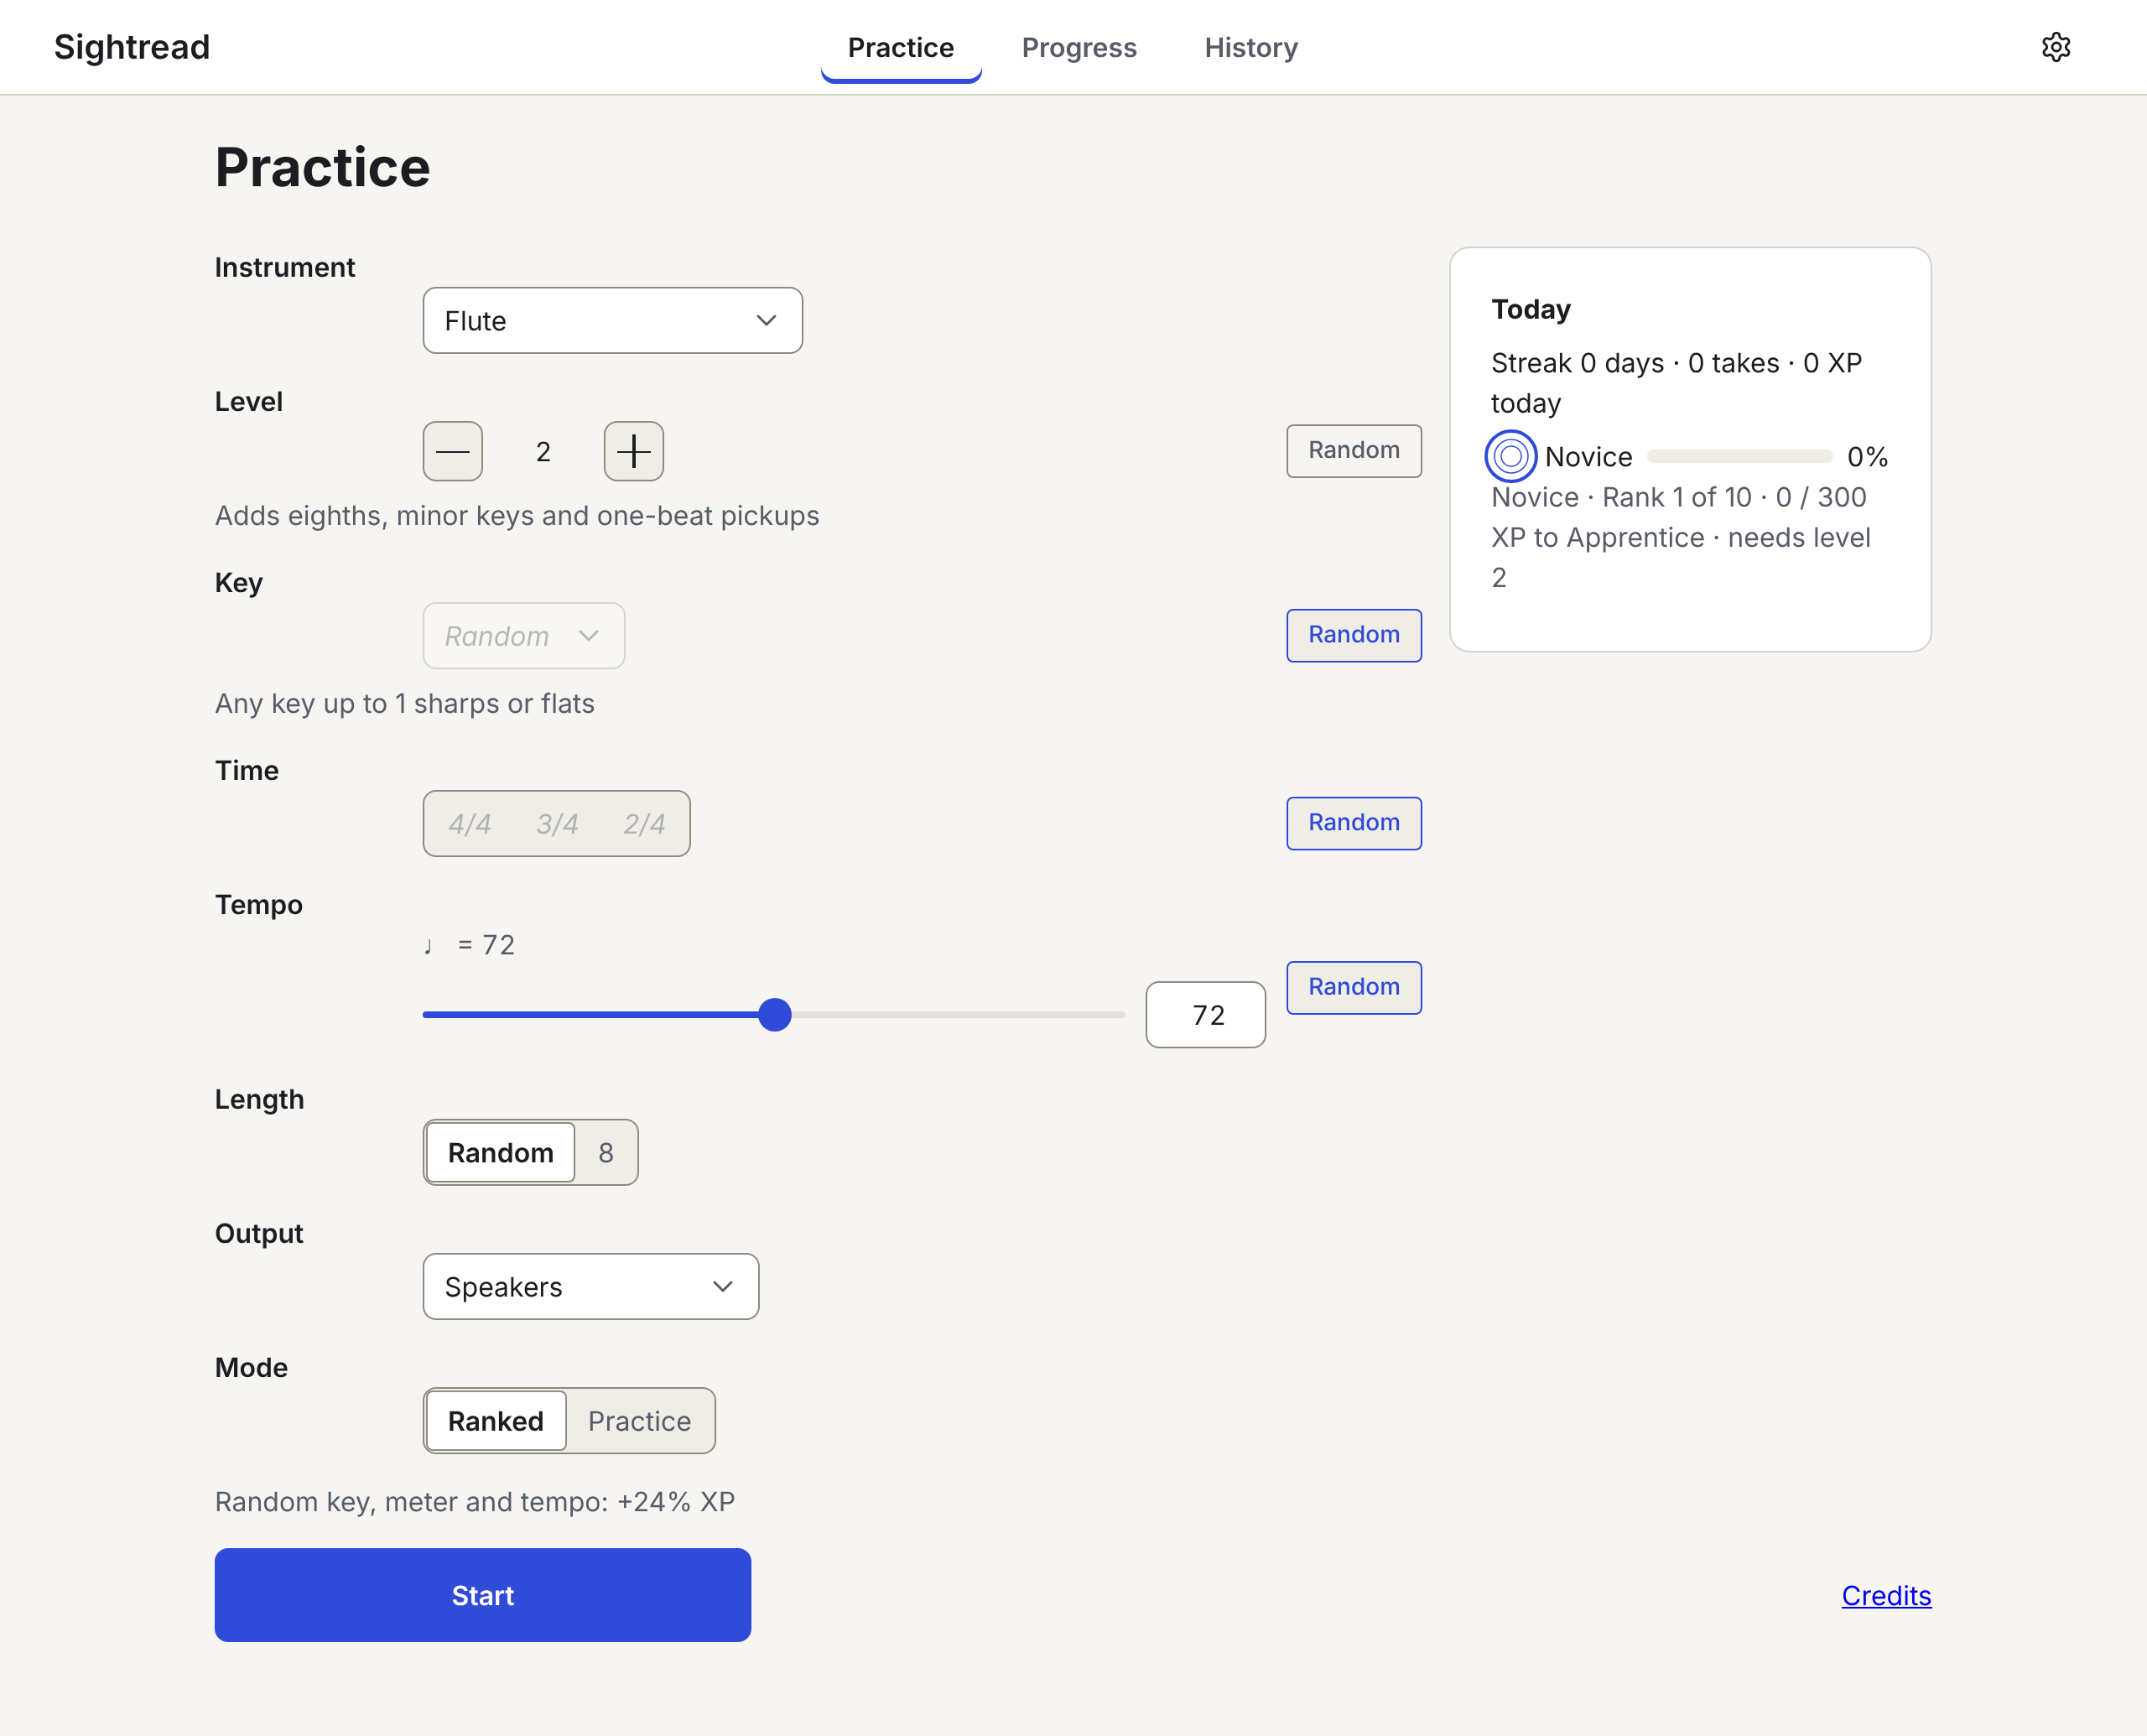 Sightread
Practice
Progress
History
Practice
Instrument
Flute
Level
2
Random
Adds eighths, minor keys and one-beat pickups
Key
Random
Random
Any key up to 1 sharps or flats
Time
4/4 3/4 2/4
Random
Tempo
♩ = 72
72
Random
Length
Random 8
Output
Speakers
Mode
Ranked Practice
Random key, meter and tempo: +24% XP
Start
Today
Streak 0 days · 0 takes · 0 XP
today
Novice 0%
Novice · Rank 1 of 10 · 0 / 300
XP to Apprentice · needs level
2
Credits